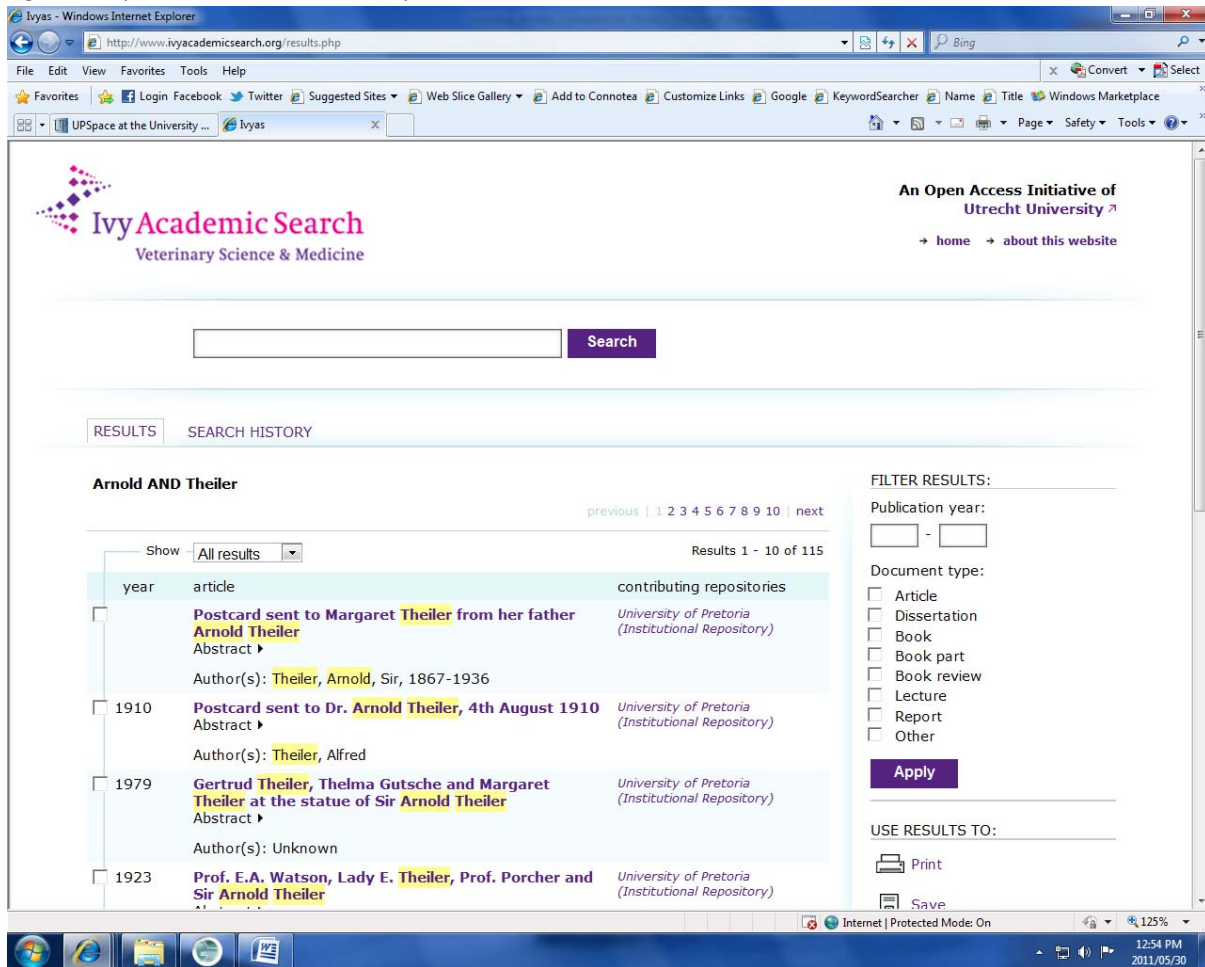 Ivyas - Windows Internet Explorer
http://www.ivyacademicsearch.org/results.php
Bing
File Edit View Favorites Tools Help
x Convert Select
Favorites Login Facebook Twitter Suggested Sites Web Slice Gallery Add to Connotea Customize Links Google KeywordSearcher Name Title Windows Marketplace
UPSpace at the University ... Ivyas x
Page Safety Tools
Ivy Academic Search
Veterinary Science & Medicine
An Open Access Initiative of
Utrecht University
→ home → about this website
Search
RESULTS SEARCH HISTORY
Arnold AND Theiler
previous | 1 2 3 4 5 6 7 8 9 10 | next
Show All results
Results 1 - 10 of 115
year article contributing repositories
Postcard sent to Margaret Theiler from her father
Arnold Theiler
Abstract
Author(s): Theiler, Arnold, Sir, 1867-1936
University of Pretoria
(Institutional Repository)
1910 Postcard sent to Dr. Arnold Theiler, 4th August 1910
Abstract
Author(s): Theiler, Alfred
University of Pretoria
(Institutional Repository)
1979 Gertrud Theiler, Thelma Gutsche and Margaret
Theiler at the statue of Sir Arnold Theiler
Abstract
Author(s): Unknown
University of Pretoria
(Institutional Repository)
1923 Prof. E.A. Watson, Lady E. Theiler, Prof. Porcher and
Sir Arnold Theiler
University of Pretoria
(Institutional Repository)
FILTER RESULTS:
Publication year:
-
Document type:
Article
Dissertation
Book
Book part
Book review
Lecture
Report
Other
Apply
USE RESULTS TO:
Print
Save
Internet | Protected Mode: On
125%
12:54 PM
2011/05/30